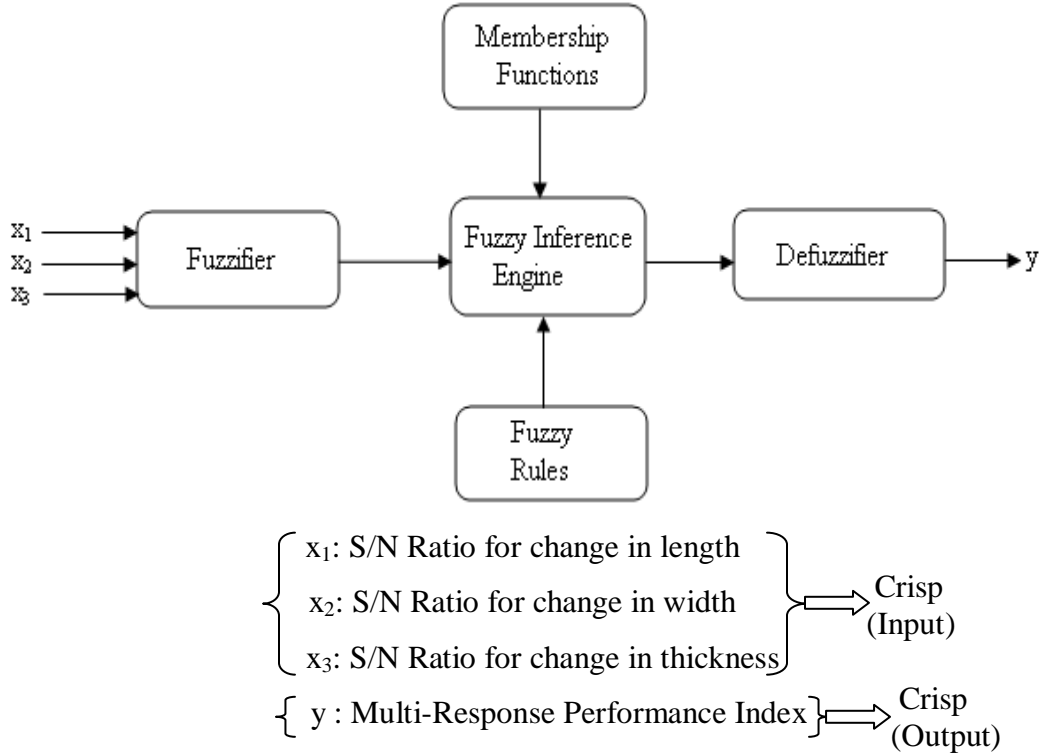 Membership
Functions
x₁
x₂
x₃
Fuzzifier
Fuzzy Inference
Engine
Defuzzifier
y
Fuzzy
Rules
x₁: S/N Ratio for change in length
x₂: S/N Ratio for change in width
x₃: S/N Ratio for change in thickness
Crisp
(Input)
y : Multi-Response Performance Index
Crisp
(Output)